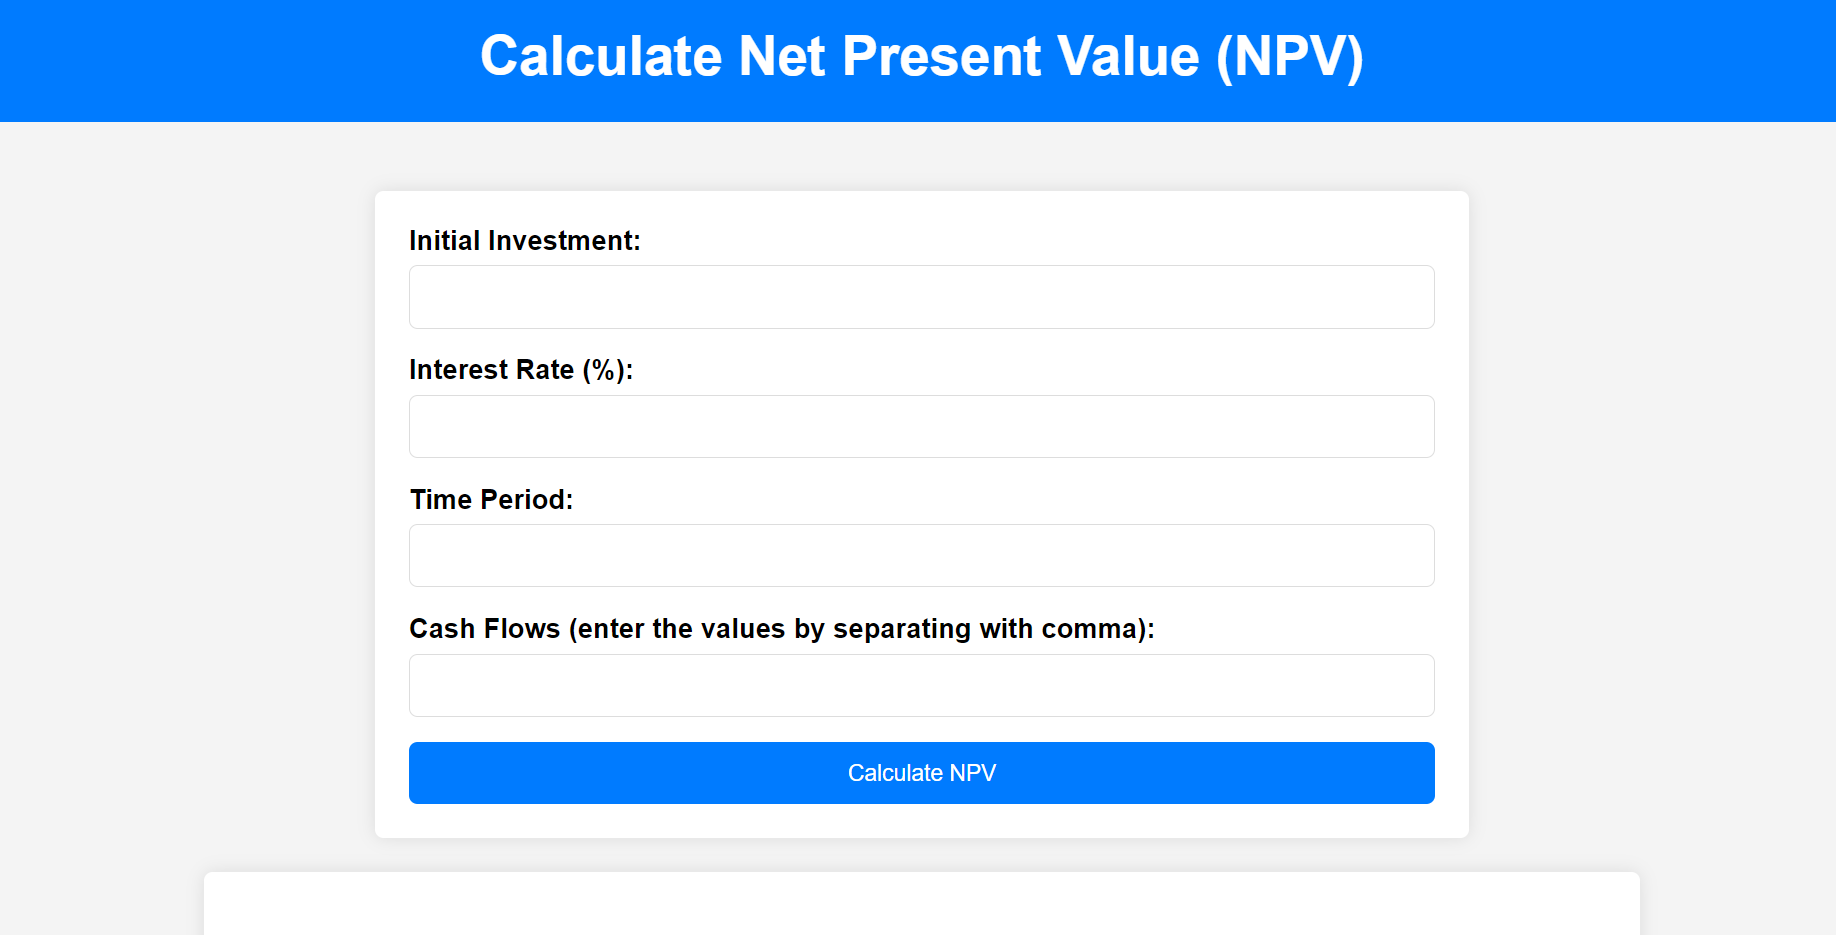 Calculate Net Present Value (NPV)
Initial Investment:
Interest Rate (%):
Time Period:
Cash Flows (enter the values by separating with comma):
Calculate NPV